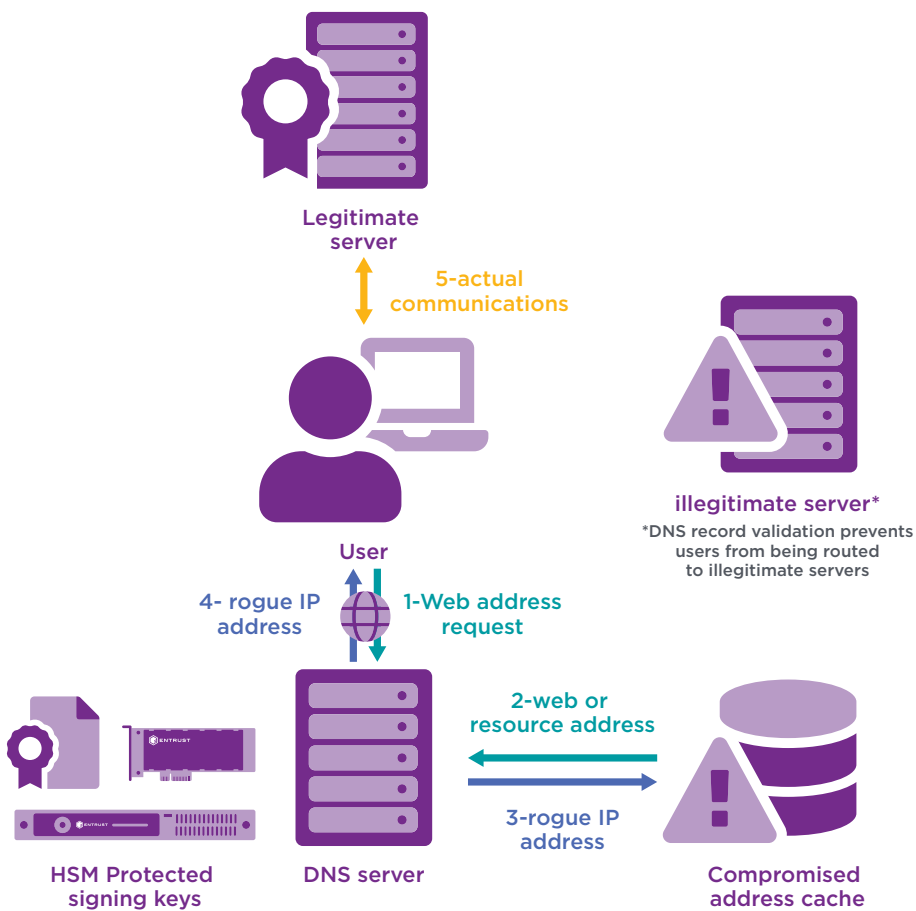 Legitimate
server
5-actual
communications
illegitimate server*
*DNS record validation prevents
users from being routed
to illegitimate servers
User
4- rogue IP
address
1-Web address
request
2-web or
resource address
3-rogue IP
address
ENTRUST
ENTRUST
HSM Protected
signing keys
DNS server
Compromised
address cache